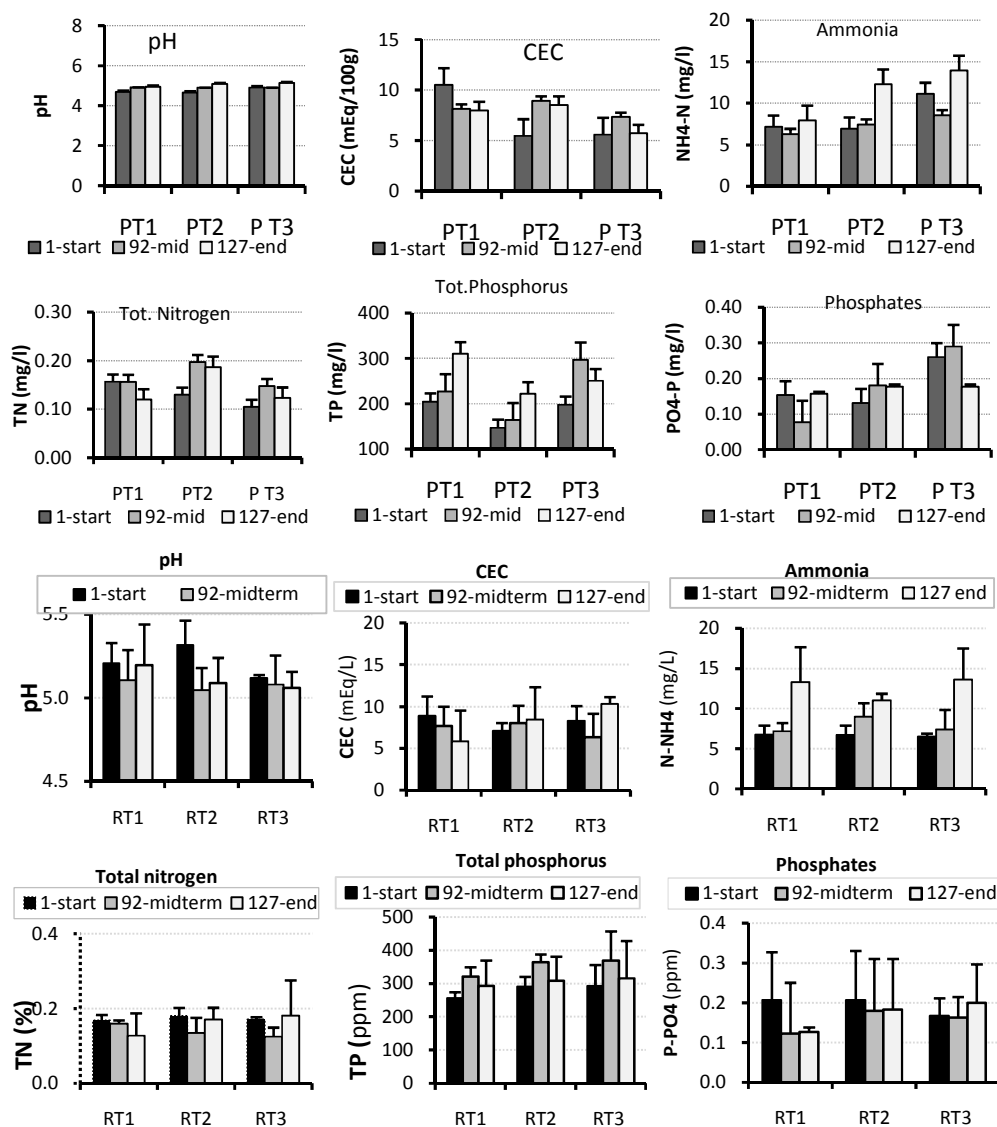 pH
pH
8
6
4
2
0
PT1 PT2 P T3
1-start 92-mid 127-end
CEC
CEC (mEq/100g)
15
10
5
0
PT1 PT2 P T3
1-start 92-mid 127-end
Ammonia
NH4-N (mg/l)
20
15
10
5
0
PT1 PT2 P T3
1-start 92-mid 127-end
Tot. Nitrogen
TN (mg/l)
0.30
0.20
0.10
0.00
PT1 PT2 P T3
1-start 92-mid 127-end
Tot.Phosphorus
TP (mg/l)
400
300
200
100
PT1 PT2 PT3
1-start 92-mid 127-end
Phosphates
PO4-P (mg/l)
0.40
0.30
0.20
0.10
0.00
PT1 PT2 P T3
1-start 92-mid 127-end
pH
1-start 92-midterm
pH
5.5
5.0
4.5
RT1 RT2 RT3
CEC
1-start 92-midterm 127-end
CEC (mEq/L)
20
15
10
5
0
RT1 RT2 RT3
Ammonia
1-start 92-midterm 127 end
N-NH4 (mg/L)
20
15
10
5
0
RT1 RT2 RT3
Total nitrogen
1-start 92-midterm 127-end
TN (%)
0.4
0.2
0.0
RT1 RT2 RT3
Total phosphorus
1-start 92-midterm 127-end
TP (ppm)
500
400
300
200
100
0
RT1 RT2 RT3
Phosphates
1-start 92-midterm 127-end
P-PO4 (ppm)
0.4
0.3
0.2
0.1
0.0
RT1 RT2 RT3